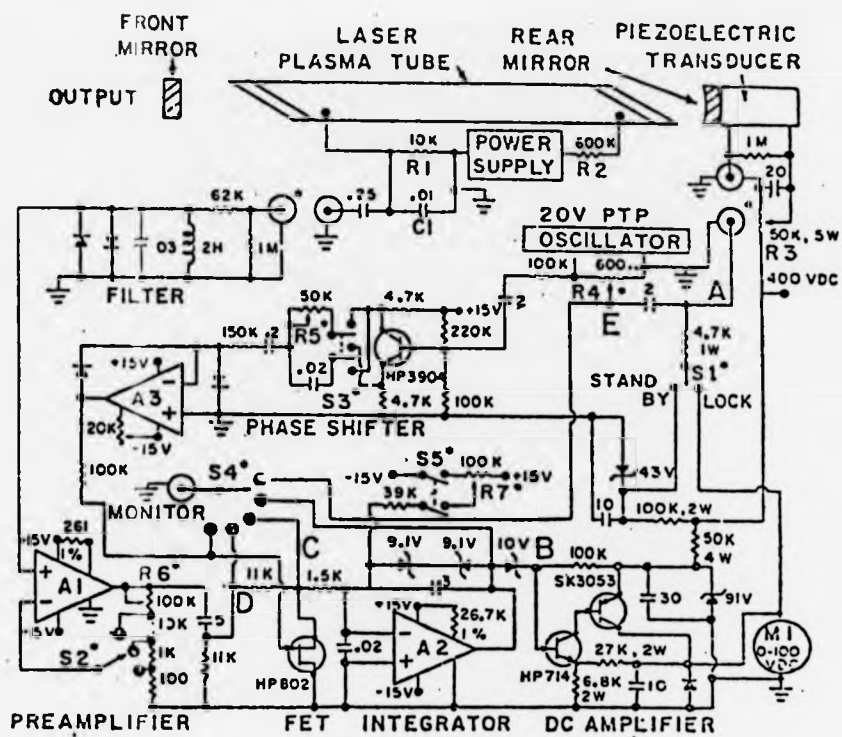 FRONT MIRROR
LASER PLASMA TUBE
REAR MIRROR
PIEZOELECTRIC TRANSDUCER
OUTPUT
10K
R1
POWER SUPPLY
600K
R2
1M
20
.25
.01
C1
62K
*
03
2H
1M
FILTER
20V PTP
OSCILLATOR
50K, 5W
R3
400 VDC
100K
R4*
2
A
E
2
50K
4.7K
+15V
150K
.2
R5*
220K
.02
HP3904
S3*
4.7K
100K
4.7K
1W
S1*
STAND BY
LOCK
+15V
A3
-
+
20K
-15V
PHASE SHIFTER
43V
100K
S4*
MONITOR
-15V
S5*
100K
+15V
39K
R7*
10
100K, 2W
50K
4W
C
9.1V
9.1V
10V
B
100K
SK3053
+15V
261
1%
A1
+
-
R6*
100K
D
11K
1.5K
3
+15V
26.7K
1%
30
91V
5
10K
.02
A2
-
+
M1
0-100
VDC
+15V
S2*
1K
100
11K
HP802
-15V
HP714
27K, 2W
6.8K
2W
10
PREAMPLIFIER
FET
INTEGRATOR
DC AMPLIFIER